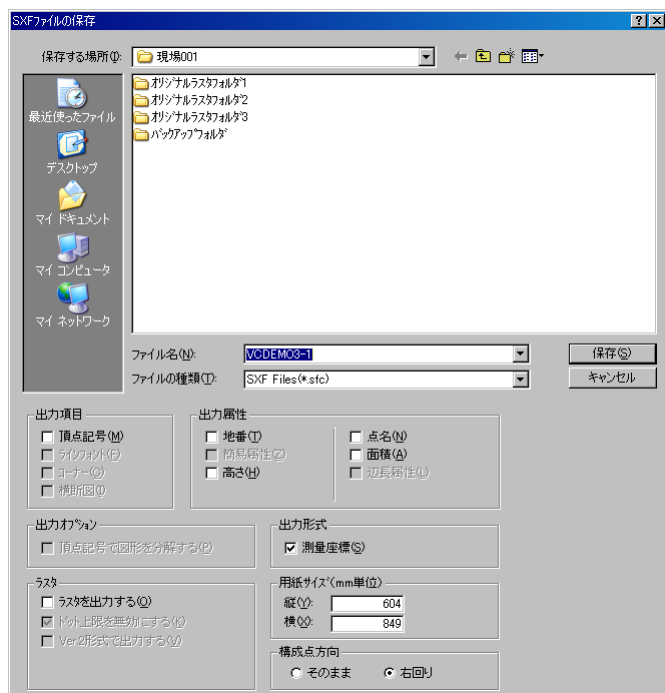 SXFファイルの保存
保存する場所(I):
現場001
最近使ったファイル
デスクトップ
マイ ドキュメント
マイ コンピュータ
マイ ネットワーク
オリジナルラスタフォルダ1
オリジナルラスタフォルダ2
オリジナルラスタフォルダ3
バックアップフォルダ
ファイル名(N):
VCDEMO3-1
保存(S)
ファイルの種類(T):
SXF Files(*.sfc)
キャンセル
出力項目
頂点記号(M)
ラインフォント(F)
コーナー(G)
横断図(I)
出力属性
地番(T)
簡易属性(Z)
高さ(H)
点名(N)
面積(A)
辺長属性(L)
出力オプション
頂点記号で図形を分解する(P)
出力形式
測量座標(S)
ラスタ
ラスタを出力する(O)
ドット上限を無効にする(K)
Ver.2形式で出力する(V)
用紙サイズ(mm単位)
縦(Y):
604
横(X):
849
構成点方向
そのまま
右回り